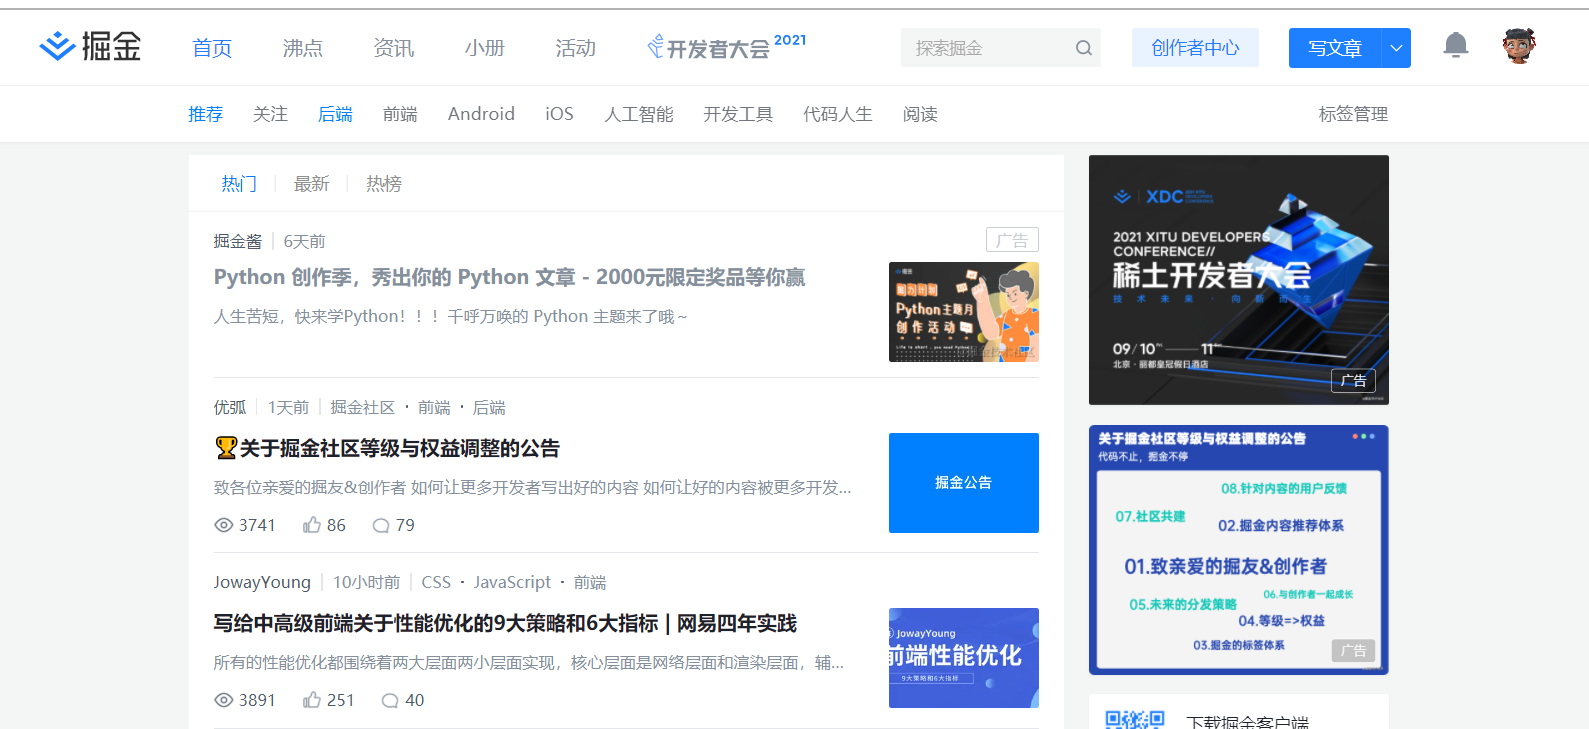 掘金 首页 沸点 资讯 小册 活动 开发者大会 2021 探索掘金 创作者中心 写文章
推荐 关注 后端 前端 Android iOS 人工智能 开发工具 代码人生 阅读 标签管理
热门 最新 热榜
掘金酱 6天前 广告
Python 创作季，秀出你的 Python 文章 - 2000元限定奖品等你赢
人生苦短，快来学Python！！！千呼万唤的 Python 主题来了哦～
掘金
Python主题月
创作活动
优弧 1天前 掘金社区 · 前端 · 后端
🏆关于掘金社区等级与权益调整的公告
致各位亲爱的掘友&创作者 如何让更多开发者写出好的内容 如何让好的内容被更多开发...
3741 86 79
掘金公告
JowayYoung 10小时前 CSS · JavaScript · 前端
写给中高级前端关于性能优化的9大策略和6大指标 | 网易四年实践
所有的性能优化都围绕着两大层面两小层面实现，核心层面是网络层面和渲染层面，辅...
3891 251 40
JowayYoung
前端性能优化
9大策略和6大指标
XDC
2021 XITU DEVELOPERS
CONFERENCE//
稀土开发者大会
技术未来·向新而生
09/10 11
北京·丽都皇冠假日酒店
广告
关于掘金社区等级与权益调整的公告
代码不止，掘金不停
08.针对内容的用户反馈
07.社区共建
02.掘金内容推荐体系
01.致亲爱的掘友&创作者
06.与创作者一起成长
05.未来的分发策略
04.等级=>权益
03.掘金的标签体系
广告
下载掘金客户端